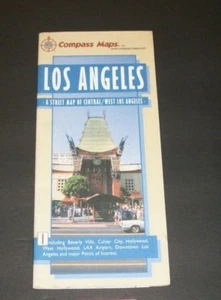 Compass Maps
LOS ANGELES
A STREET MAP OF CENTRAL/WEST LOS ANGELES
Including Beverly Hills, Culver City, Hollywood,
West Hollywood, LAX Airport, Downtown Los
Angeles and major Points of Interest.